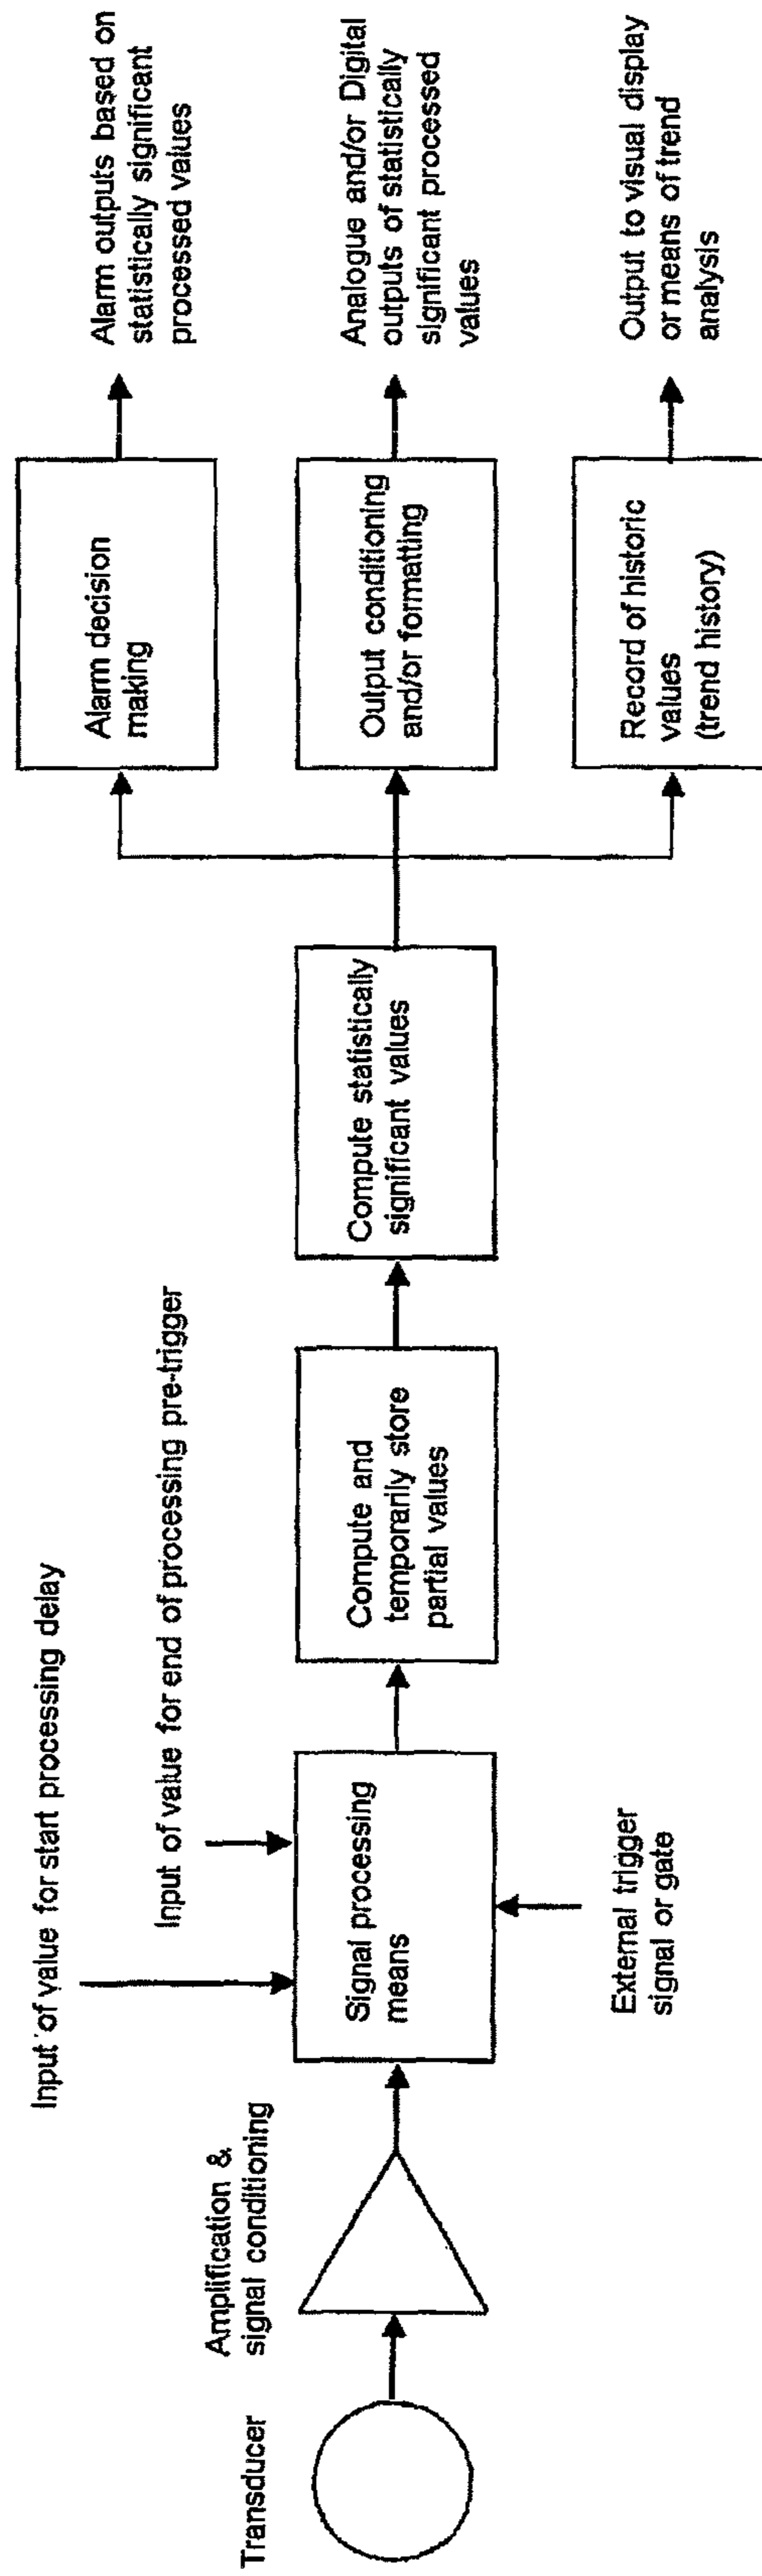 Transducer
Amplification &
signal conditioning
Input of value for start processing delay
Input of value for end of processing pre-trigger
Signal processing
means
External trigger
signal or gate
Compute and
temporarily store
partial values
Compute statistically
significant values
Alarm decision
making
Output conditioning
and/or formatting
Record of historic
values
(trend history)
Alarm outputs based on
statistically significant
processed values
Analogue and/or Digital
outputs of statistically
significant processed
values
Output to visual display
or means of trend
analysis